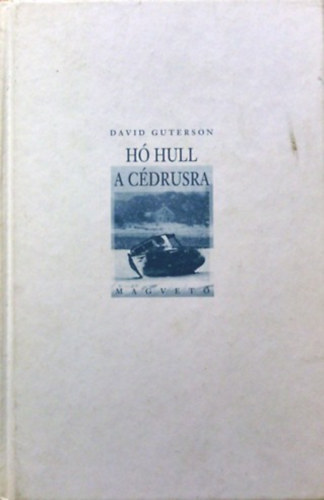 DAVID GUTERSON
HÓ HULL
A CÉDRUSRA
MAGVETŐ